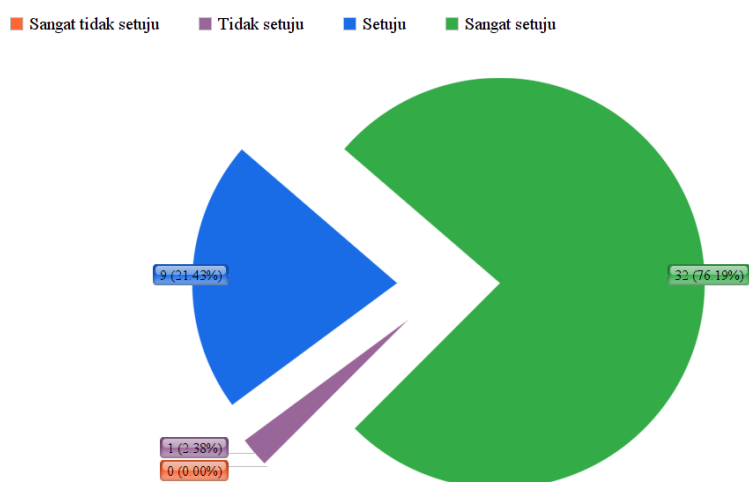 Sangat tidak setuju Tidak setuju Setuju Sangat setuju
9 (21.43%) 32 (76.19%)
1 (2.38%)
0 (0.00%)